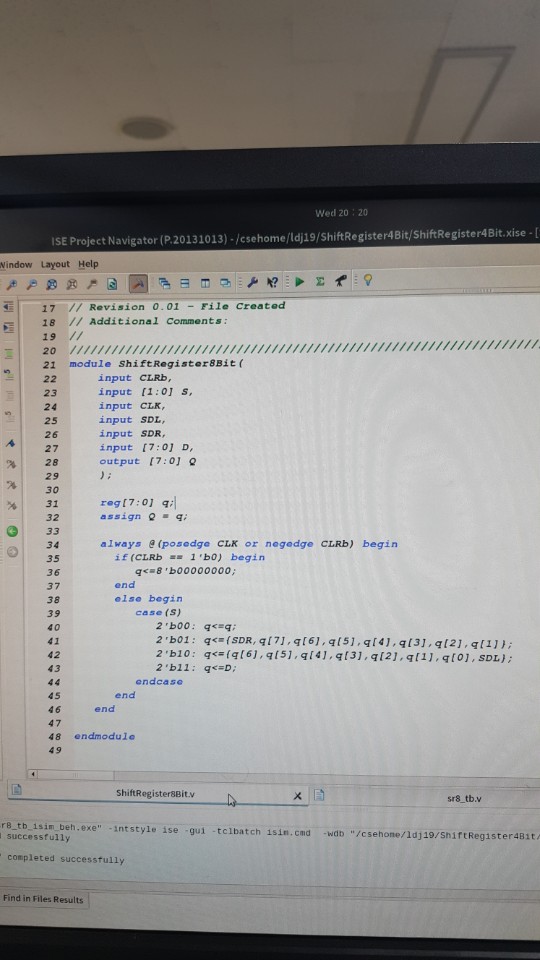 Wed 20 : 20
ISE Project Navigator (P.20131013) - /csehome/ldj19/ShiftRegister4Bit/ShiftRegister4Bit.xise - [
Window Layout Help
17 // Revision 0.01 - File Created
18 // Additional Comments:
19 //
20 //////////////////////////////////////////////////////////////////////
21 module ShiftRegister8Bit(
22 input CLRb,
23 input [1:0] S,
24 input CLK,
25 input SDL,
26 input SDR,
27 input [7:0] D,
28 output [7:0] Q
29 );
30
31 reg[7:0] q;
32 assign Q = q;
33
34 always @(posedge CLK or negedge CLRb) begin
35 if(CLRb == 1'b0) begin
36 q<=8'b00000000;
37 end
38 else begin
39 case(S)
40 2'b00: q<=q;
41 2'b01: q<={SDR,q[7],q[6],q[5],q[4],q[3],q[2],q[1]};
42 2'b10: q<={q[6],q[5],q[4],q[3],q[2],q[1],q[0],SDL};
43 2'b11: q<=D;
44 endcase
45 end
46 end
47
48 endmodule
49
ShiftRegister8Bit.v
sr8_tb.v
r8_tb_isim_beh.exe" -intstyle ise -gui -tclbatch isim.cmd -wdb "/csehome/ldj19/ShiftRegister4Bit/
successfully
completed successfully
Find in Files Results